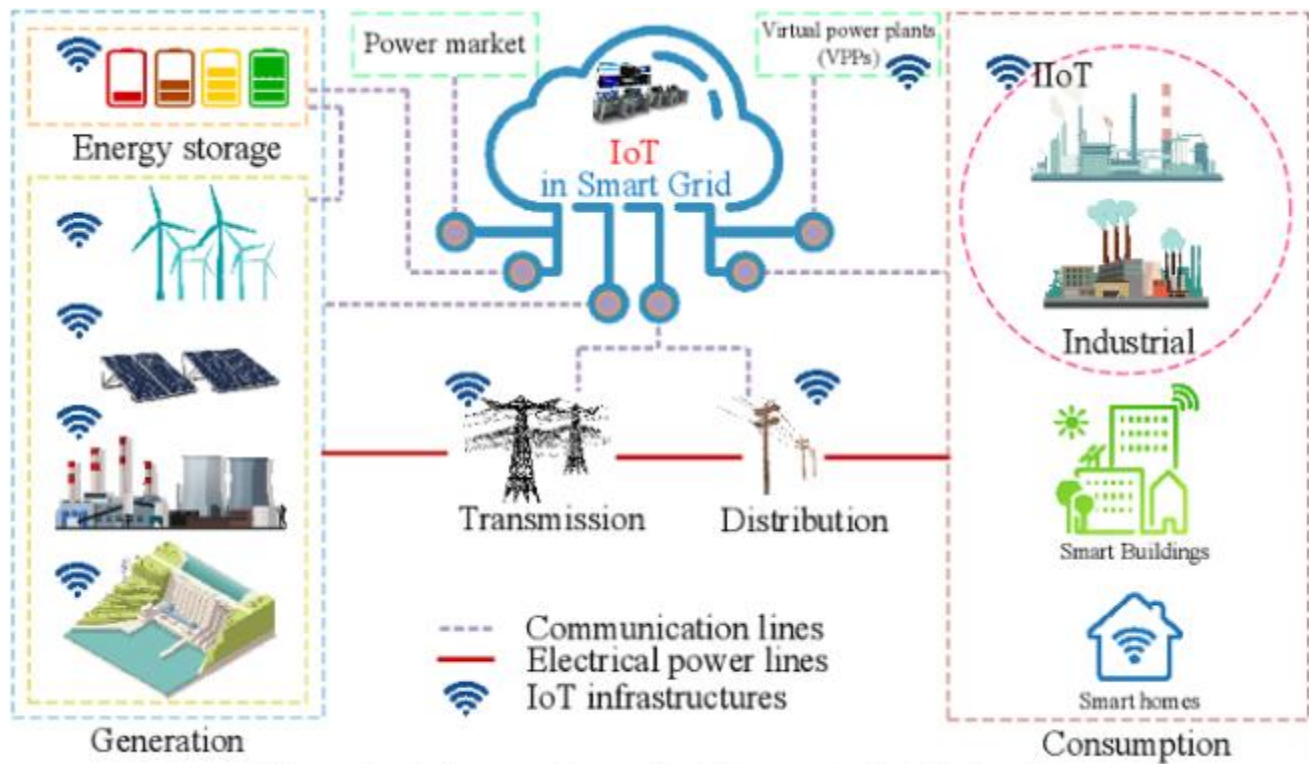 Power market
Virtual power plants
(VPPs)
IIoT
Energy storage
IoT
in Smart Grid
Industrial
Transmission
Distribution
Smart Buildings
Communication lines
Electrical power lines
IoT infrastructures
Smart homes
Generation
Consumption